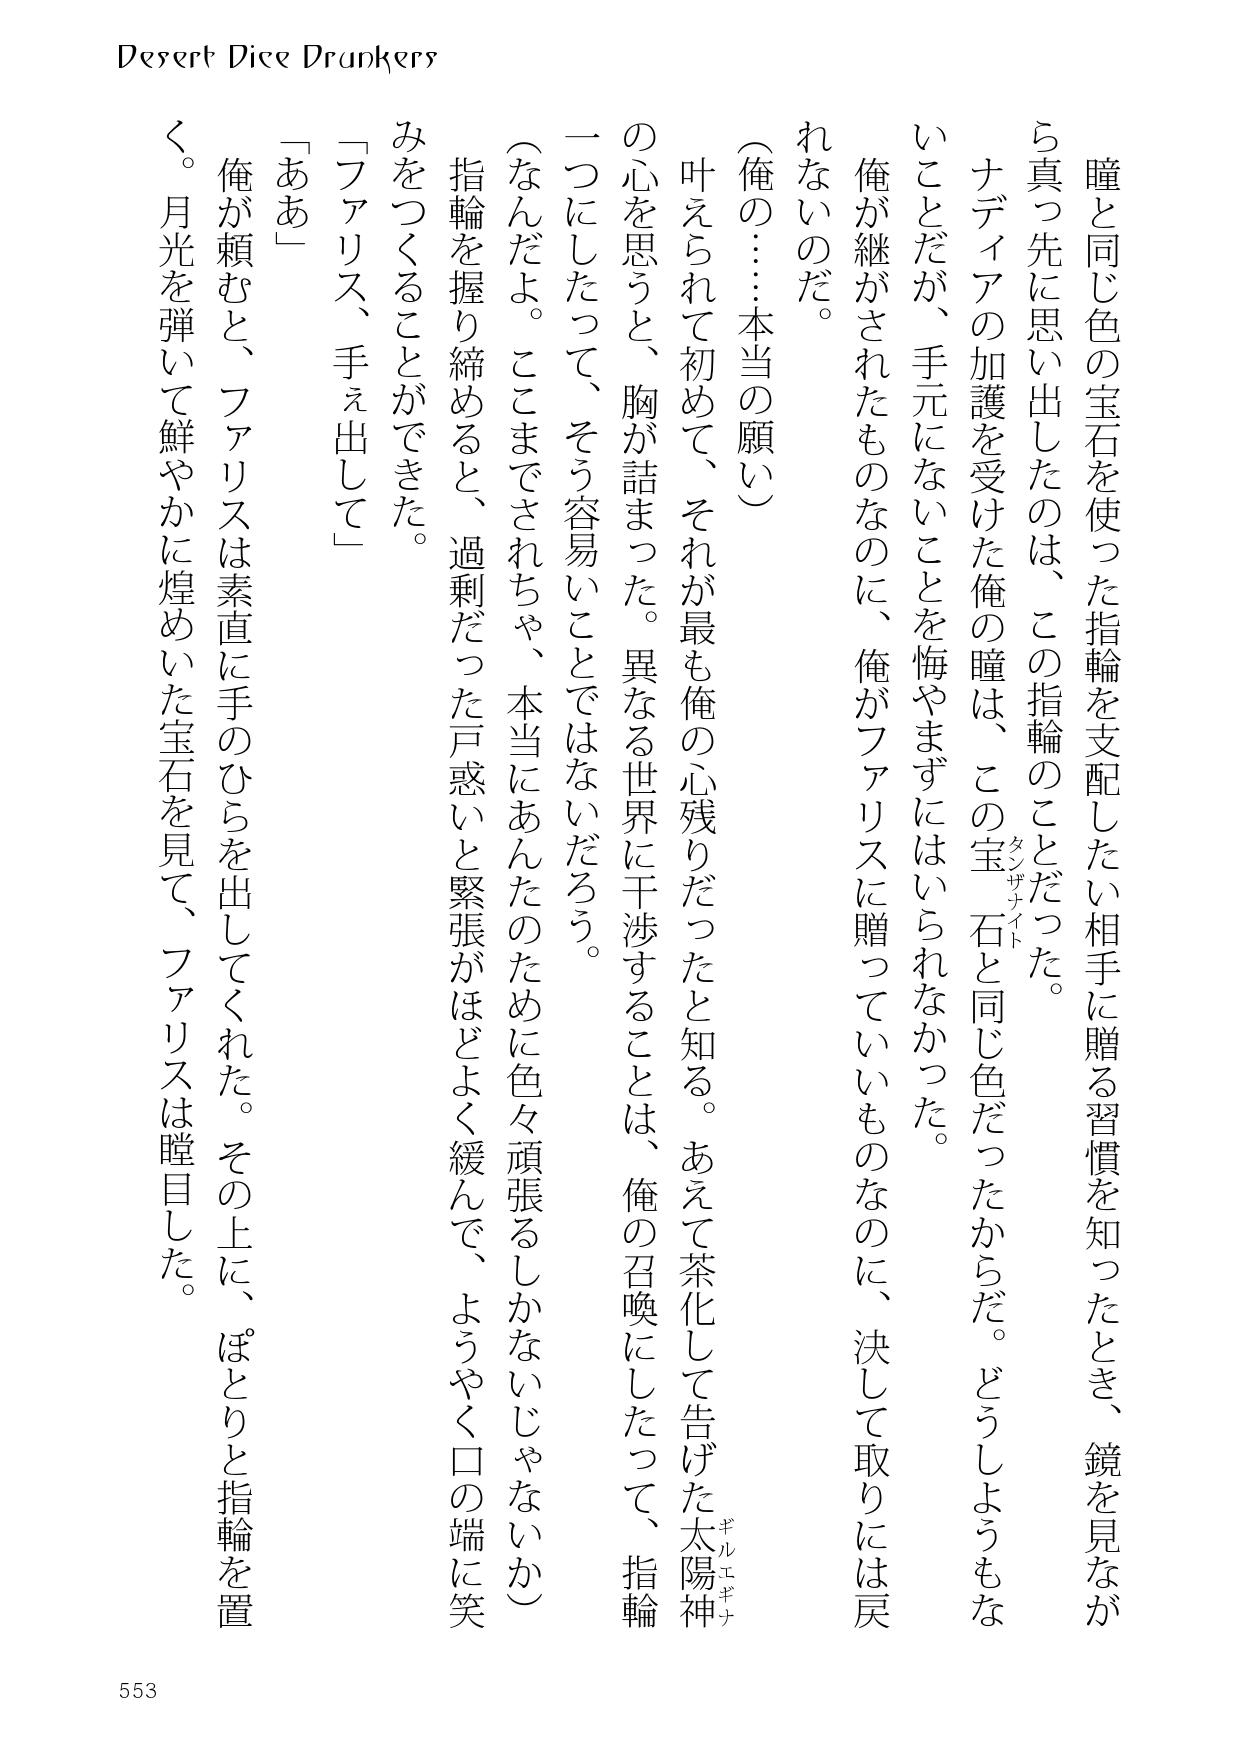 Desert Dice Drunkers
瞳と同じ色の宝石を使った指輪を支配したい相手に贈る習慣を知ったとき、鏡を見なが
ら真っ先に思い出したのは、この指輪のことだった。
ナディアの加護を受けた俺の瞳は、この宝石と同じ色だったからだ。どうしようもな
タンザナイト
いことだが、手元にないことを悔やまずにはいられなかった。
俺が継がされたものなのに、俺がファリスに贈っていいものなのに、決して取りには戻
れないのだ。
（俺の……本当の願い）
叶えられて初めて、それが最も俺の心残りだったと知る。あえて茶化して告げた太陽神
ギルエギナ
の心を思うと、胸が詰まった。異なる世界に干渉することは、俺の召喚にしたって、指輪
一つにしたって、そう容易いことではないだろう。
（なんだよ。ここまでされちゃ、本当にあんたのために色々頑張るしかないじゃないか）
指輪を握り締めると、過剰だった戸惑いと緊張がほどよく緩んで、ようやく口の端に笑
みをつくることができた。
「ファリス、手ぇ出して」
「ああ」
俺が頼むと、ファリスは素直に手のひらを出してくれた。その上に、ぽとりと指輪を置
く。月光を弾いて鮮やかに煌めいた宝石を見て、ファリスは瞠目した。
553